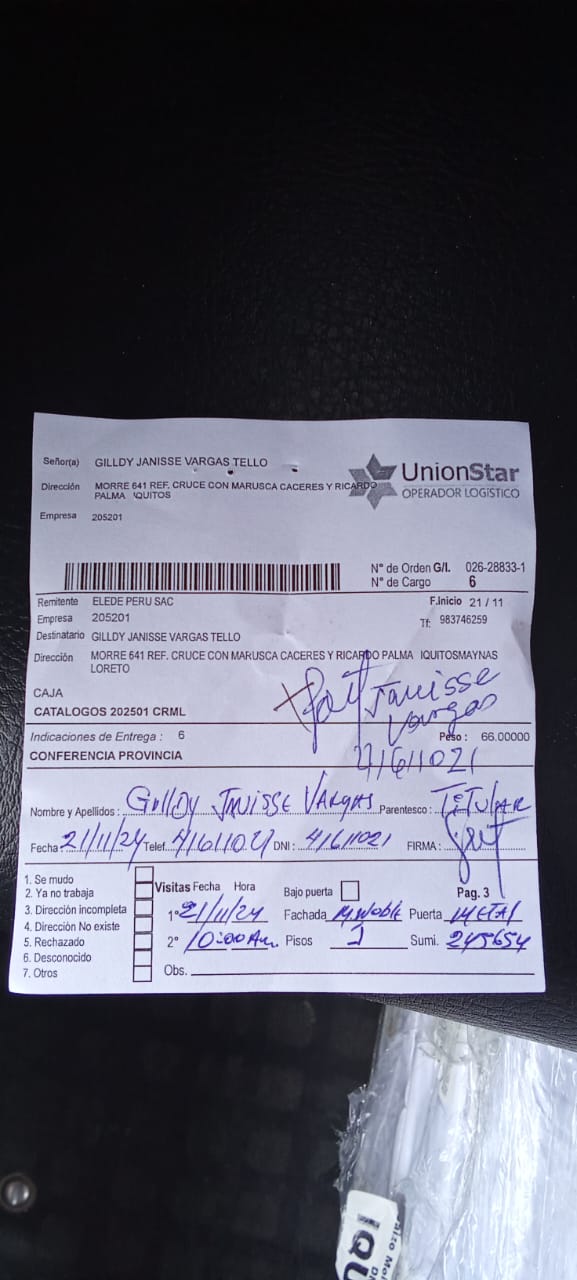 Señor(a) GILLDY JANISSE VARGAS TELLO
UnionStar
OPERADOR LOGÍSTICO
Dirección MORRE 641 REF. CRUCE CON MARUSCA CACERES Y RICARDO
PALMA IQUITOS
Empresa 205201
N° de Orden G/I. 026-28833-1
N° de Cargo 6
Remitente ELEDE PERU SAC F.Inicio 21 / 11
Empresa 205201 Tf: 983746259
Destinatario GILLDY JANISSE VARGAS TELLO
Dirección MORRE 641 REF. CRUCE CON MARUSCA CACERES Y RICARDO PALMA IQUITOSMAYNAS
LORETO
Janisse
Vargas
CAJA
CATALOGOS 202501 CRML
Indicaciones de Entrega : 6 Peso : 66.00000
CONFERENCIA PROVINCIA 41611021
Nombre y Apellidos : Gilldy JANISSE VARGAS Parentesco : TITULAR
Fecha : 21/11/24 Telef. 41611021 DNI : 41611021 FIRMA :
1. Se mudo
2. Ya no trabaja
3. Dirección incompleta
4. Dirección No existe
5. Rechazado
6. Desconocido
7. Otros
Visitas Fecha Hora Bajo puerta Pag. 3
1° 21/11/24 Fachada M.Noble Puerta METAL
2° 10:00 Am. Pisos 1 Sumi. 245654
Obs.